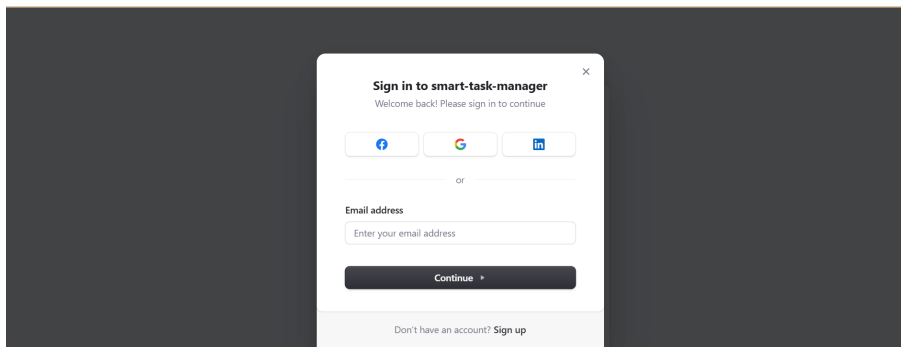 Sign in to smart-task-manager
Welcome back! Please sign in to continue
or
Email address
Enter your email address
Continue
Don't have an account? Sign up